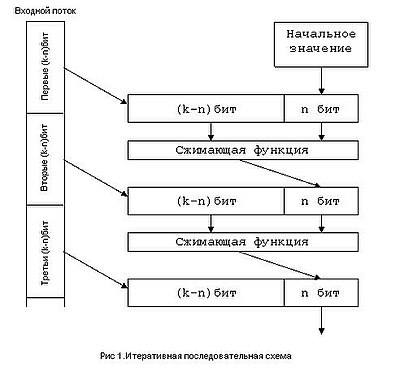 Входной поток
Начальное
значение
Первые (k-n)бит
(k-n)бит
n бит
Сжимающая функция
Вторые (k-n)бит
(k-n)бит
n бит
Сжимающая функция
Третьи (k-n)бит
(k-n)бит
n бит
Рис 1.Итеративная последовательная схема